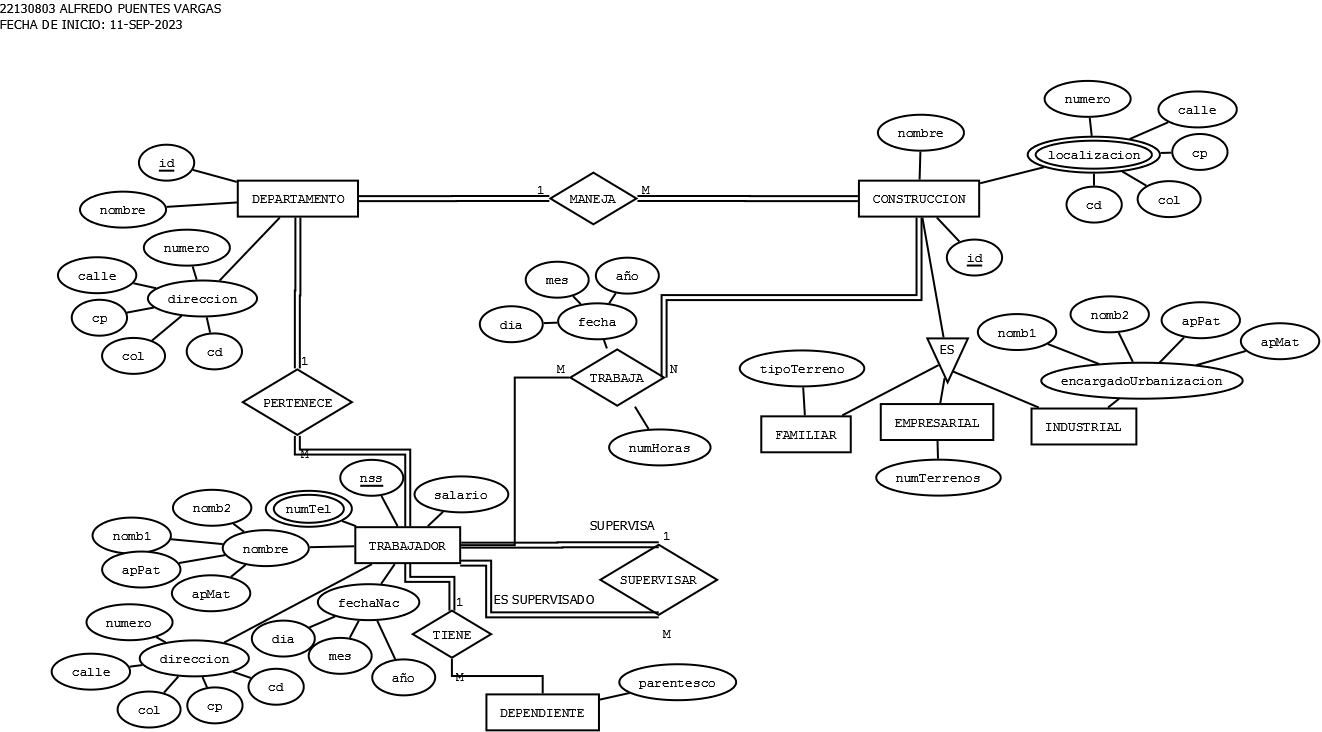 22130803 ALFREDO PUENTES VARGAS
FECHA DE INICIO: 11-SEP-2023
numero
calle
nombre
localizacion
cp
id
cd
col
DEPARTAMENTO
1
MANEJA
M
CONSTRUCCION
nombre
numero
calle
direccion
cp
col
cd
id
mes
año
dia
fecha
nomb1
nomb2
apPat
apMat
ES
encargadoUrbanizacion
1
M
TRABAJA
N
tipoTerreno
PERTENECE
FAMILIAR
EMPRESARIAL
INDUSTRIAL
numHoras
numTerrenos
M
nss
salario
nomb2
numTel
nomb1
nombre
TRABAJADOR
SUPERVISA
1
apPat
apMat
SUPERVISAR
fechaNac
1
ES SUPERVISADO
numero
dia
mes
TIENE
M
direccion
calle
año
M
parentesco
cd
col
cp
DEPENDIENTE